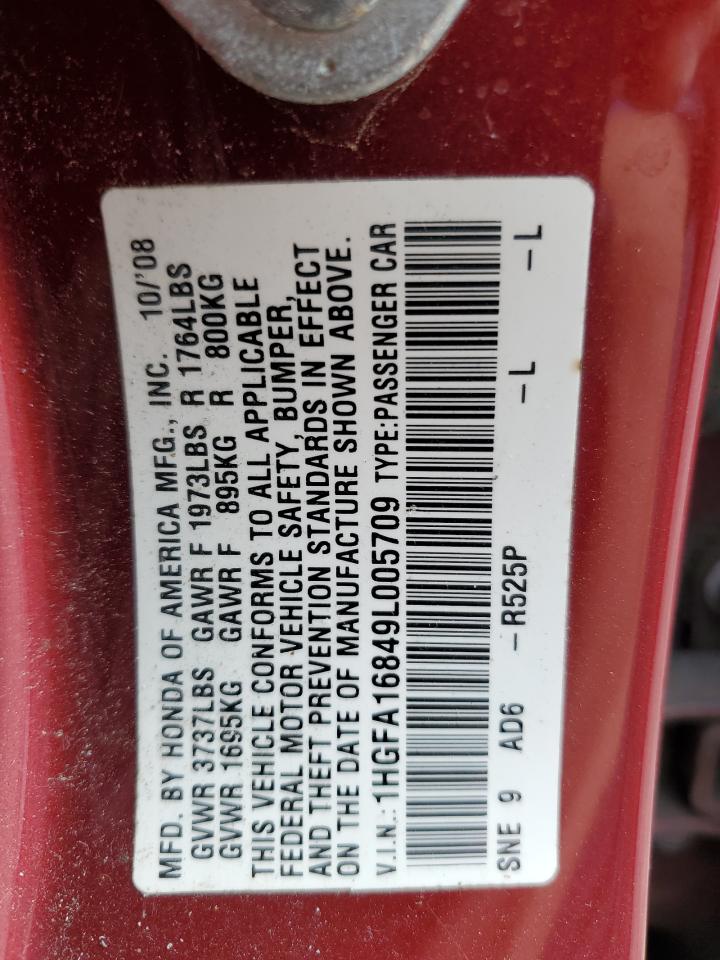 MFD. BY HONDA OF AMERICA MFG., INC. 10/'08
GVWR 3737LBS GAWR F 1973LBS R 1764LBS
GVWR 1695KG GAWR F 895KG R 800KG
THIS VEHICLE CONFORMS TO ALL APPLICABLE
FEDERAL MOTOR VEHICLE SAFETY, BUMPER,
AND THEFT PREVENTION STANDARDS IN EFFECT
ON THE DATE OF MANUFACTURE SHOWN ABOVE.
V.I.N.: 1HGFA16849L005709 TYPE:PASSENGER CAR
SNE 9 AD6 -R525P -L -L